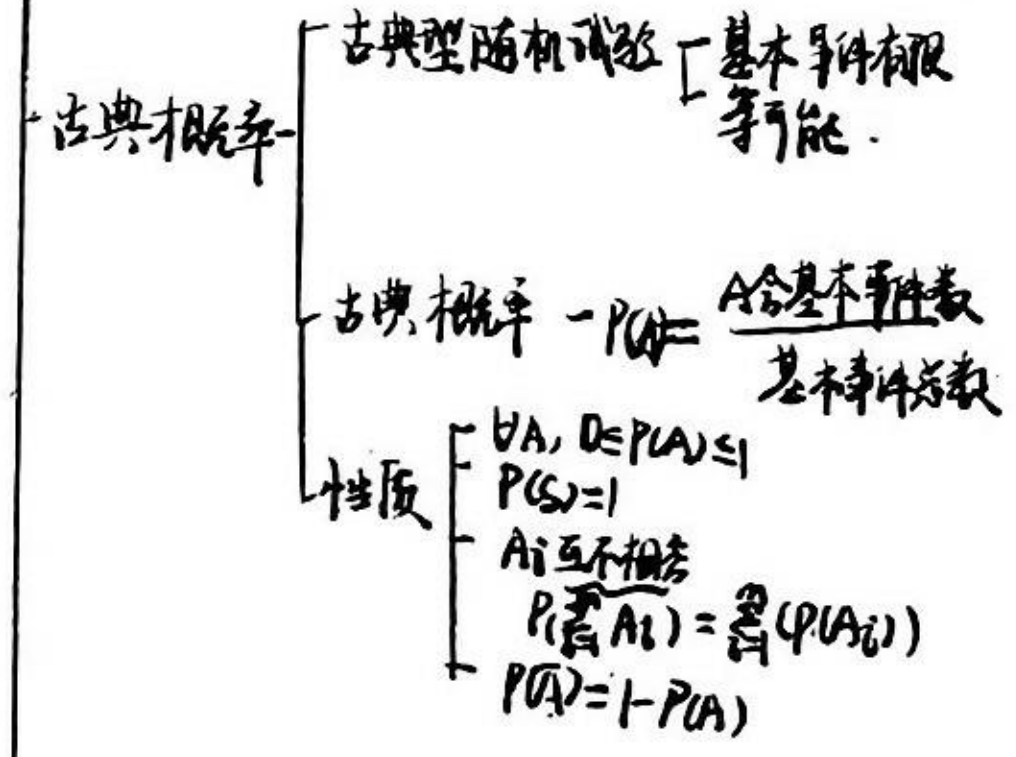 古典概率
古典型随机试验
基本事件有限
等可能.
古典概率 - P(A)= A含基本事件数 / 基本事件总数
性质
∀A, 0≤P(A)≤1
P(S)=1
Ai互不相容
P(∑Ai) = ∑(P(Ai))
P(A̅)=1-P(A)